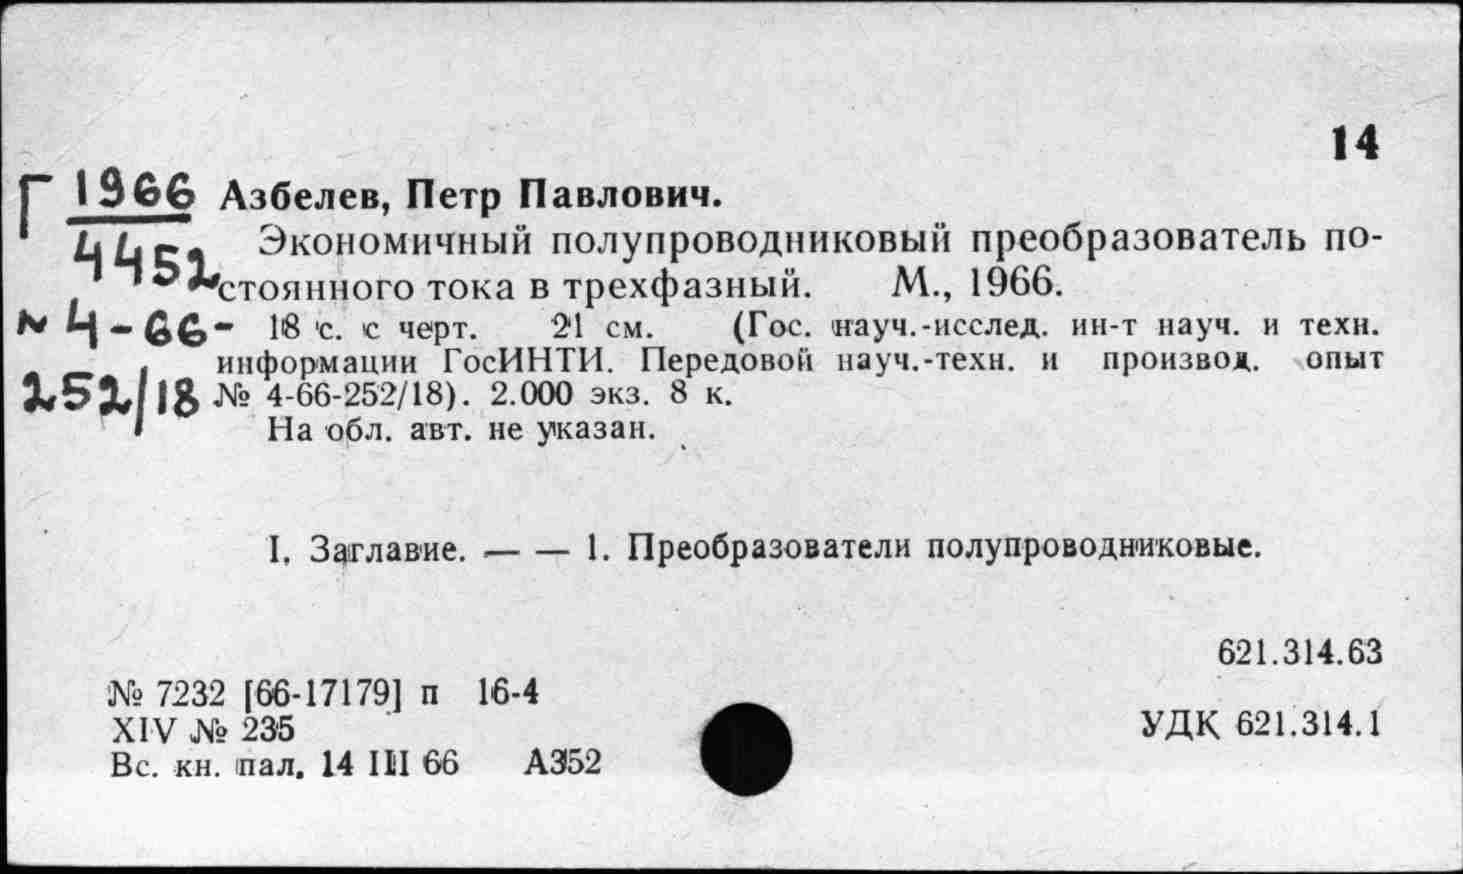 14
Г 1966 Азбелев, Петр Павлович.
4452 Экономичный полупроводниковый преобразователь по-
стоянного тока в трехфазный. М., 1966.
№ 4-66- 18 с. с черт. 21 см. (Гос. науч.-исслед. ин-т науч. и техн.
информации ГосИНТИ. Передовой науч.-техн. и производ. опыт
252/18 № 4-66-252/18). 2.000 экз. 8 к.
На обл. авт. не указан.
I. Заглавие. — — 1. Преобразователи полупроводниковые.
621.314.63
№ 7232 [66-17179] п 16-4
XIV № 235
УДК 621.314.1
Вс. кн. пал. 14 III 66 А352